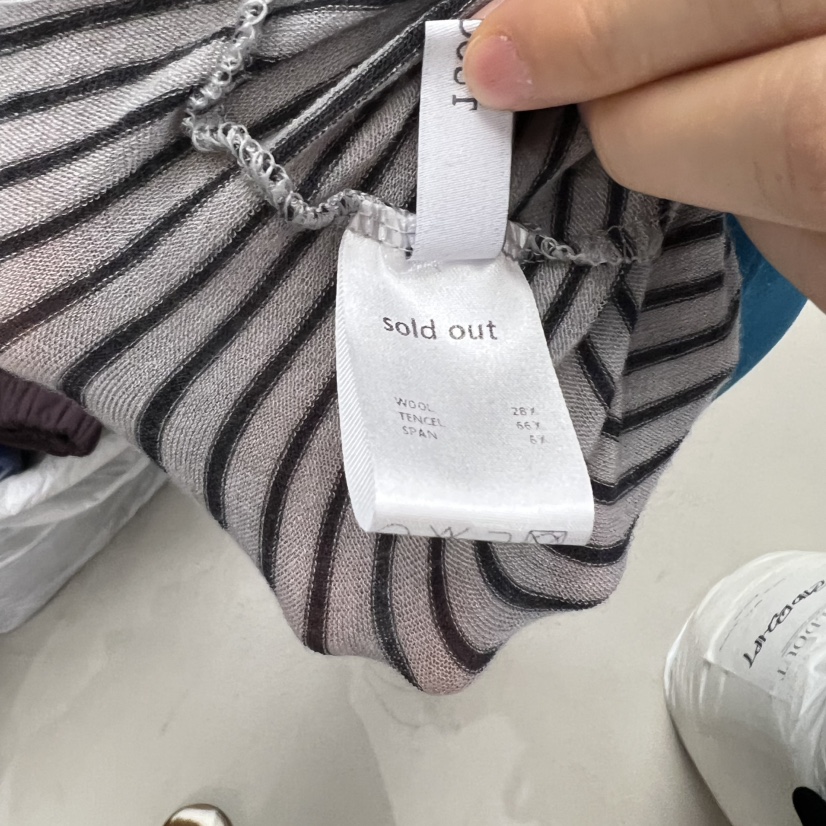 sold out
WOOL 28%
TENCEL 66%
SPAN 6%